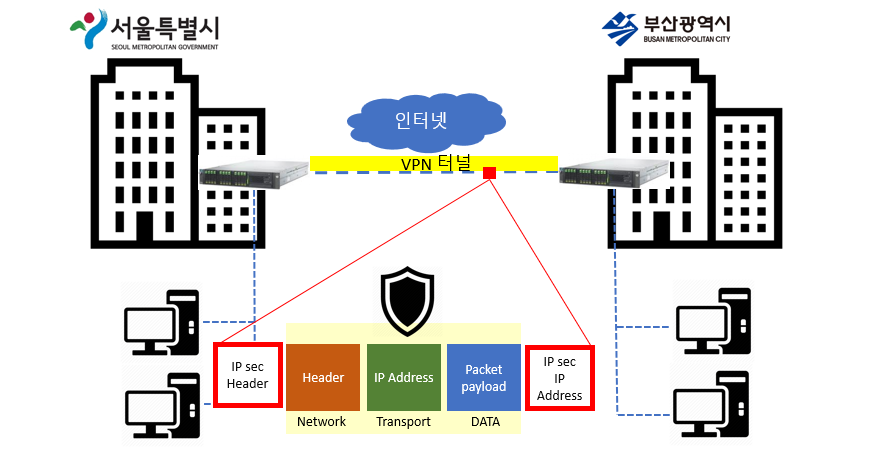 서울특별시
SEOUL METROPOLITAN GOVERNMENT
부산광역시
BUSAN METROPOLITAN CITY
인터넷
VPN 터널
IP sec
Header
Header
IP Address
Packet
payload
IP sec
IP
Address
Network
Transport
DATA